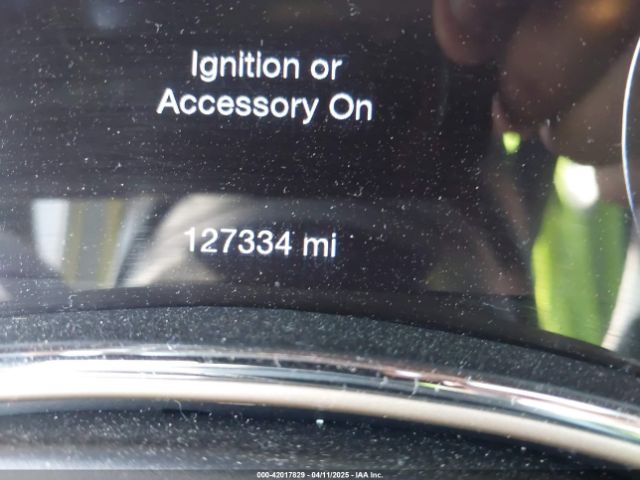 Ignition or
Accessory On
127334 mi
000-42017829 - 04/11/2025 - IAA Inc.